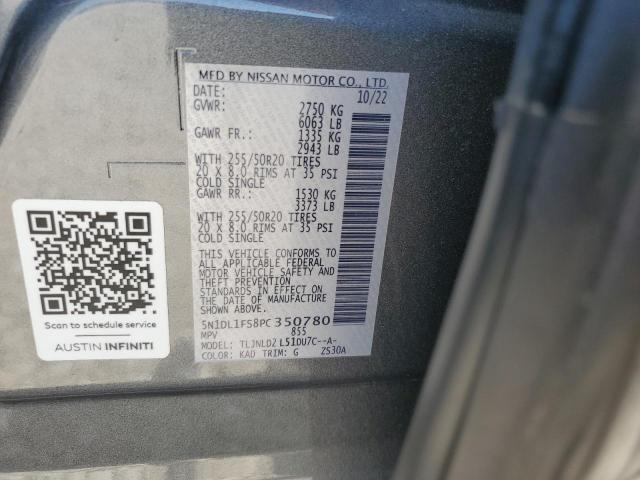 MFD BY NISSAN MOTOR CO., LTD.
DATE: 10/22
GVWR: 2750 KG
6063 LB
GAWR FR.: 1335 KG
2943 LB
WITH 255/50R20 TIRES
20 X 8.0 RIMS AT 35 PSI
COLD SINGLE
GAWR RR.: 1530 KG
3373 LB
WITH 255/50R20 TIRES
20 X 8.0 RIMS AT 35 PSI
COLD SINGLE
THIS VEHICLE CONFORMS TO
ALL APPLICABLE FEDERAL
MOTOR VEHICLE SAFETY AND
THEFT PREVENTION
STANDARDS IN EFFECT ON
THE DATE OF MANUFACTURE
SHOWN ABOVE.
5N1DL1FS8PC350780
MPV 855
MODEL: TLJNLDZ L51DU7C--A-
COLOR: KAD TRIM: G ZS30A
Scan to schedule service
AUSTIN INFINITI